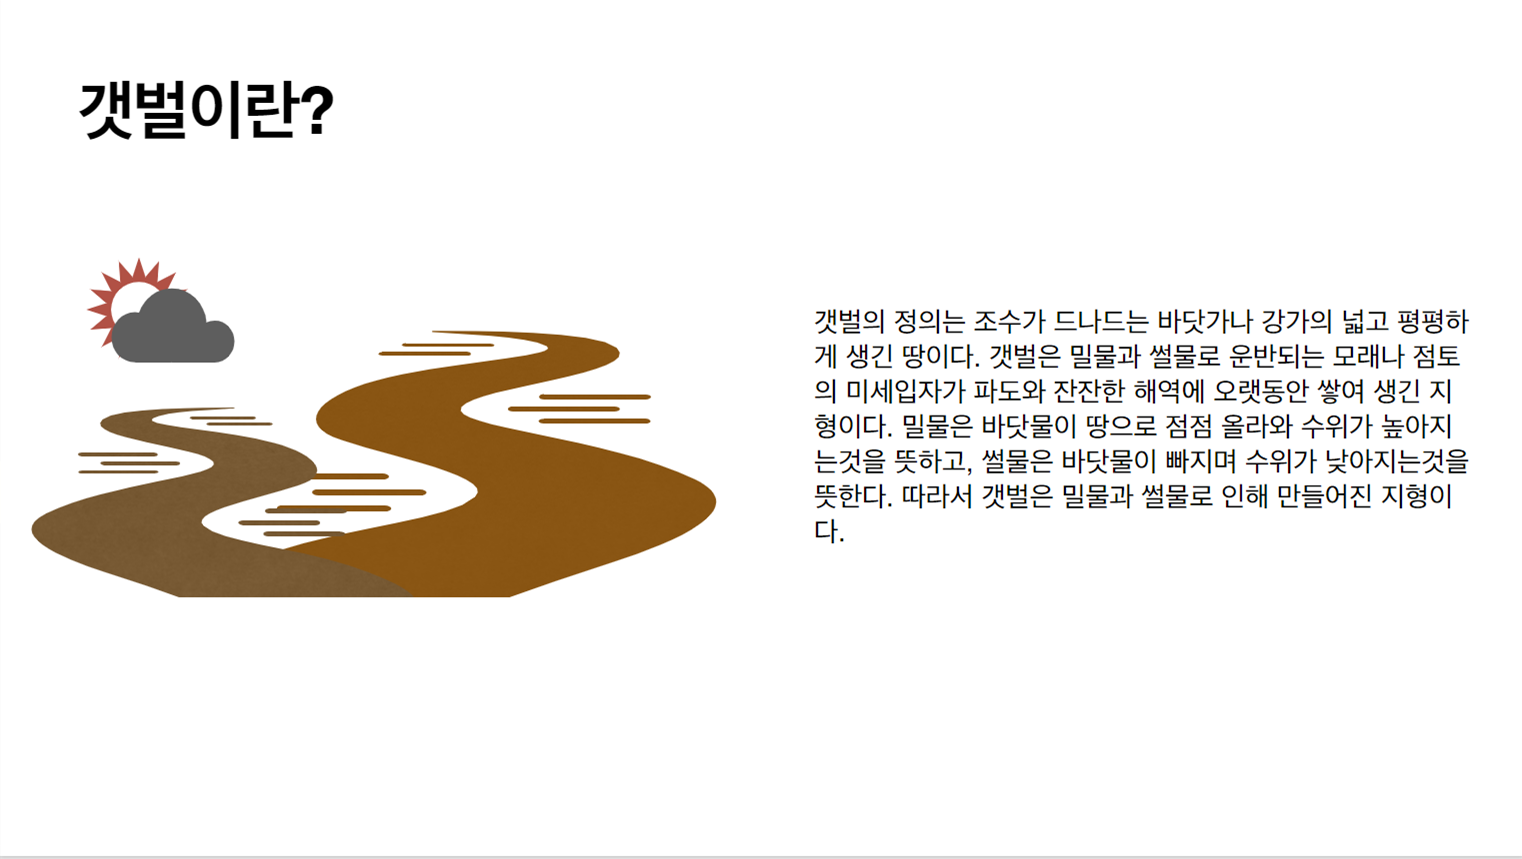 갯벌이란?
갯벌의 정의는 조수가 드나드는 바닷가나 강가의 넓고 평평하
게 생긴 땅이다. 갯벌은 밀물과 썰물로 운반되는 모래나 점토
의 미세입자가 파도와 잔잔한 해역에 오랫동안 쌓여 생긴 지
형이다. 밀물은 바닷물이 땅으로 점점 올라와 수위가 높아지
는것을 뜻하고, 썰물은 바닷물이 빠지며 수위가 낮아지는것을
뜻한다. 따라서 갯벌은 밀물과 썰물로 인해 만들어진 지형이
다.